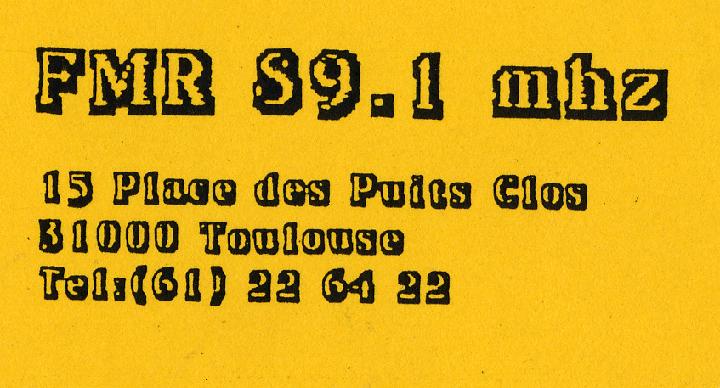 FMR 89.1 mhz
15 Place des Puits Clos
31000 Toulouse
Tel:(61) 22 64 22